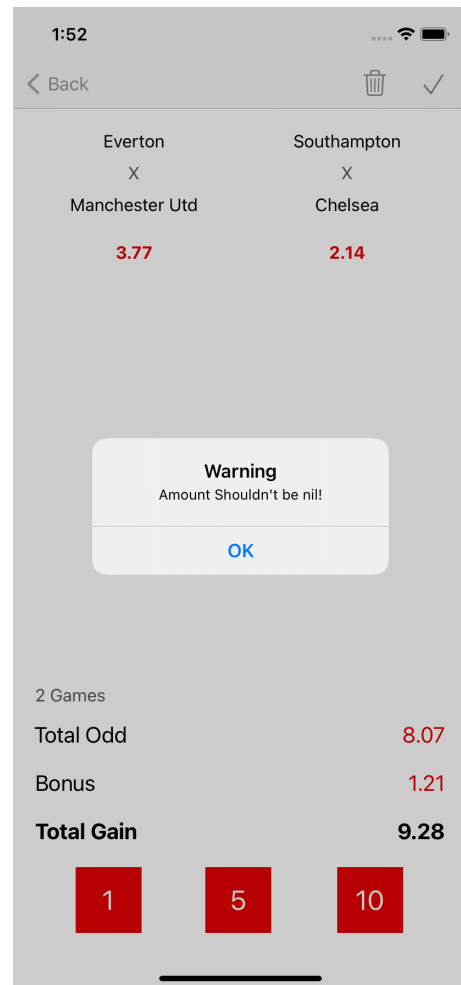 1:52
Back
Everton
X
Manchester Utd
3.77
Southampton
X
Chelsea
2.14
Warning
Amount Shouldn't be nil!
OK
2 Games
Total Odd 8.07
Bonus 1.21
Total Gain 9.28
1 5 10